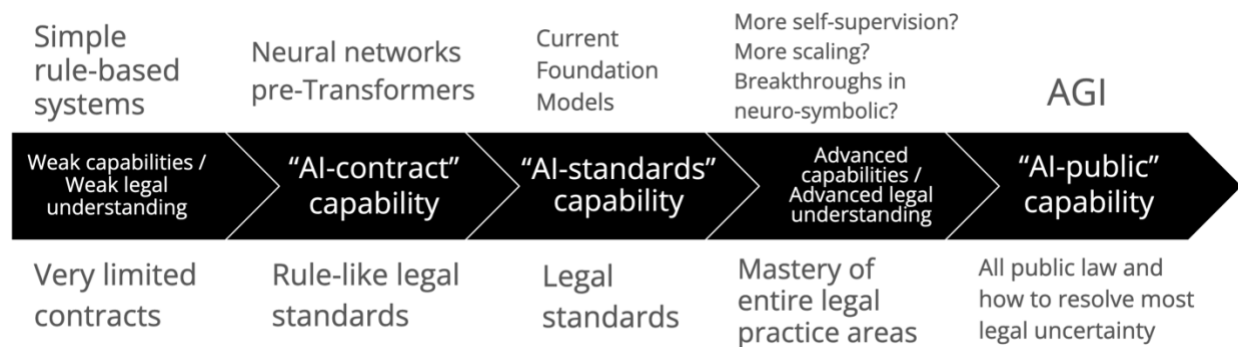 Simple
rule-based
systems
Neural networks
pre-Transformers
Current
Foundation
Models
More self-supervision?
More scaling?
Breakthroughs in
neuro-symbolic?
AGI
Weak capabilities /
Weak legal
understanding
“AI-contract”
capability
“AI-standards”
capability
Advanced
capabilities /
Advanced legal
understanding
“AI-public”
capability
Very limited
contracts
Rule-like legal
standards
Legal
standards
Mastery of
entire legal
practice areas
All public law and
how to resolve most
legal uncertainty